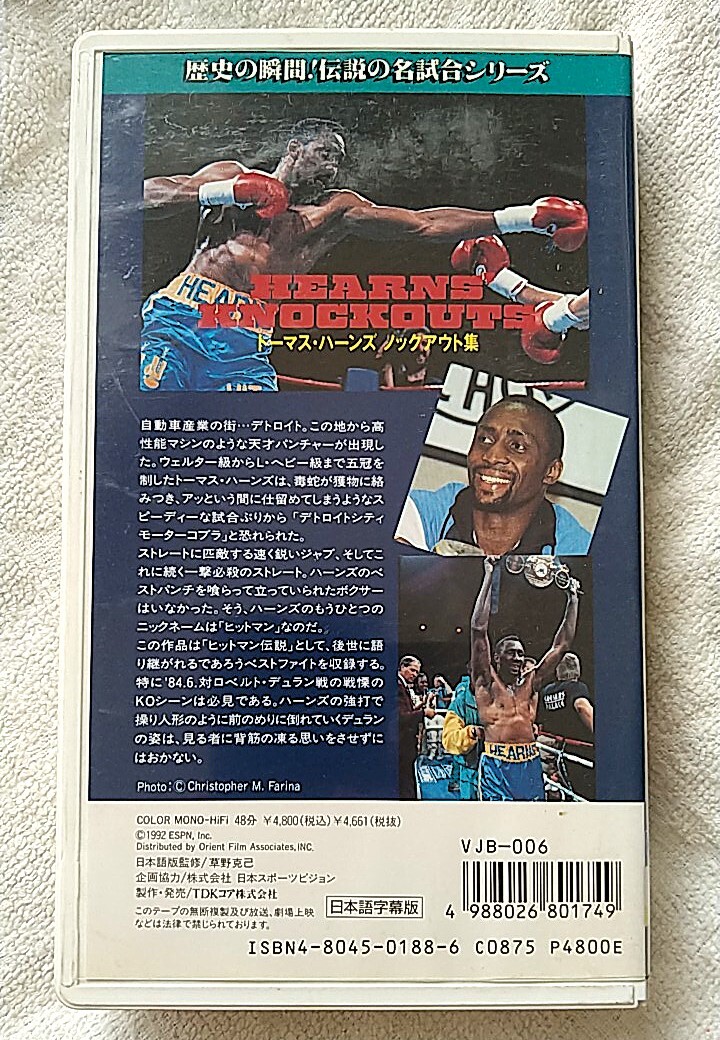 歴史の瞬間!伝説の名試合シリーズ
HEAR
HEARNS
KNOCKOUTS
トーマス・ハーンズ ノックアウト集
自動車産業の街…デトロイト。この地から高
性能マシンのような天才パンチャーが出現し
た。ウェルター級からL・ヘビー級まで五冠
を制したトーマス・ハーンズは、毒蛇が獲物に絡
みつき、アッという間に仕留めてしまうようなス
ピーディーな試合ぶりから「デトロイトシティ
モーターコブラ」と恐れられた。
ストレートに匹敵する速く鋭いジャブ、そしてこ
れに続く一撃必殺のストレート。ハーンズのベ
ストパンチを喰らって立っていられたボクサー
はいなかった。そう、ハーンズのもうひとつの
ニックネームは「ヒットマン」なのだ。
この作品は「ヒットマン伝説」として、後世に語
り継がれるであろうベストファイトを収録する。
特に'84.6.対ロベルト・デュラン戦の戦慄の
KOシーンは必見である。ハーンズの強打で
操り人形のように前のめりに倒れていくデュラン
の姿は、見る者に背筋の凍る思いをさせずに
はおかない。
HEARNS
Photo:©Christopher M. Farina
COLOR MONO-HiFi 48分 ¥4,800(税込)¥4,661(税抜)
©1992 ESPN, Inc.
Distributed by Orient Film Associates,INC.
日本語版監修/草野克己
企画協力/株式会社 日本スポーツビジョン
製作・発売/TDKコア株式会社
このテープの無断複製及び放送、劇場上映
などは法律で禁じられております。
日本語字幕版
VJB-006
4 988026 801749
ISBN4-8045-0188-6 C0875 P4800E